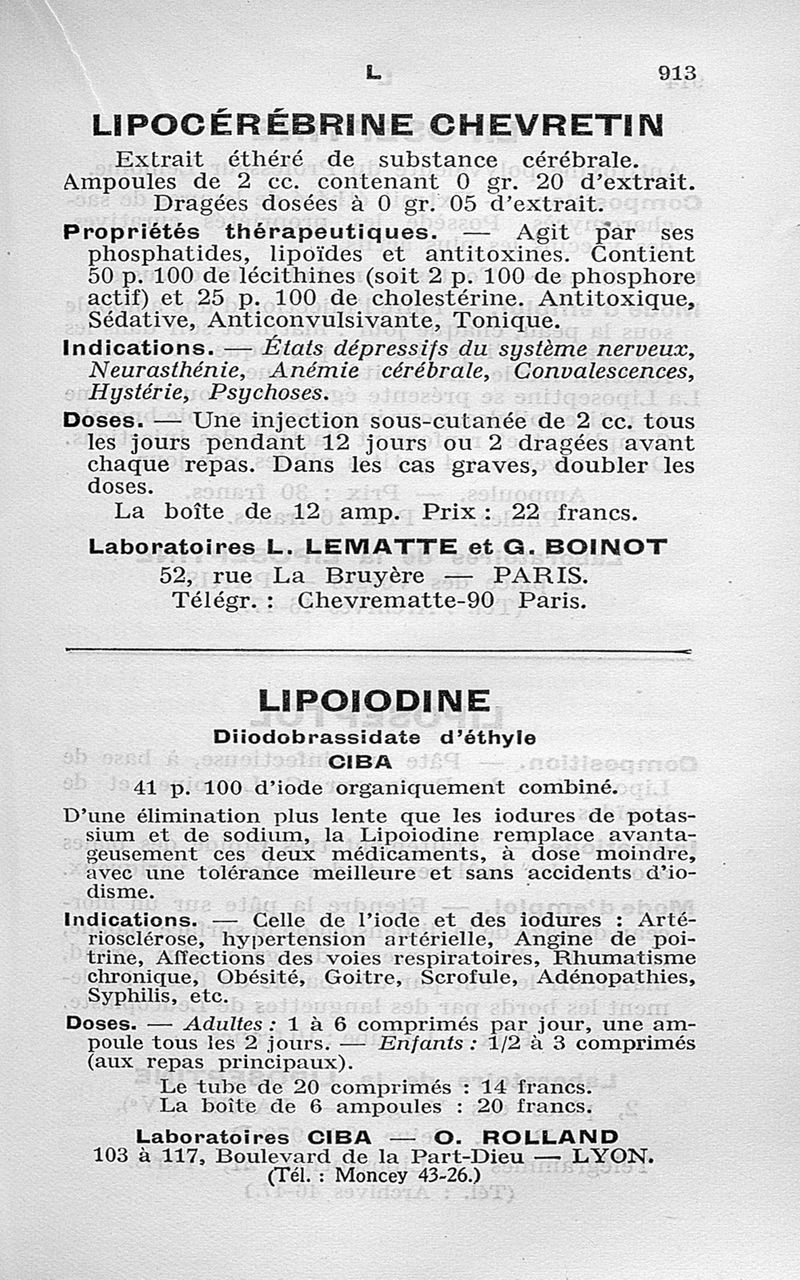 L
913
LIPOCÉRÉBRINE CHEVRETIN
Extrait éthéré de substance cérébrale.
Ampoules de 2 cc. contenant 0 gr. 20 d'extrait.
Dragées dosées à 0 gr. 05 d'extrait.
Propriétés thérapeutiques. — Agit par ses
phosphatides, lipoïdes et antitoxines. Contient
50 p. 100 de lécithines (soit 2 p. 100 de phosphore
actif) et 25 p. 100 de cholestérine. Antitoxique,
Sédative, Anticonvulsivante, Tonique.
Indications. — États dépressifs du système nerveux,
Neurasthénie, Anémie cérébrale, Convalescences,
Hystérie, Psychoses.
Doses. — Une injection sous-cutanée de 2 cc. tous
les jours pendant 12 jours ou 2 dragées avant
chaque repas. Dans les cas graves, doubler les
doses.
La boîte de 12 amp. Prix : 22 francs.
Laboratoires L. LEMATTE et G. BOINOT
52, rue La Bruyère — PARIS.
Télégr. : Chevrematte-90 Paris.
LIPOIODINE
Diiodobrassidate d'éthyle
CIBA
41 p. 100 d'iode organiquement combiné.
D'une élimination plus lente que les iodures de potas-
sium et de sodium, la Lipoiodine remplace avanta-
geusement ces deux médicaments, à dose moindre,
avec une tolérance meilleure et sans accidents d'io-
disme.
Indications. — Celle de l'iode et des iodures : Arté-
riosclérose, hypertension artérielle, Angine de poi-
trine, Affections des voies respiratoires, Rhumatisme
chronique, Obésité, Goitre, Scrofule, Adénopathies,
Syphilis, etc.
Doses. — Adultes : 1 à 6 comprimés par jour, une am-
poule tous les 2 jours. — Enfants : 1/2 à 3 comprimés
(aux repas principaux).
Le tube de 20 comprimés : 14 francs.
La boîte de 6 ampoules : 20 francs.
Laboratoires CIBA — O. ROLLAND
103 à 117, Boulevard de la Part-Dieu — LYON.
(Tél. : Moncey 43-26.)